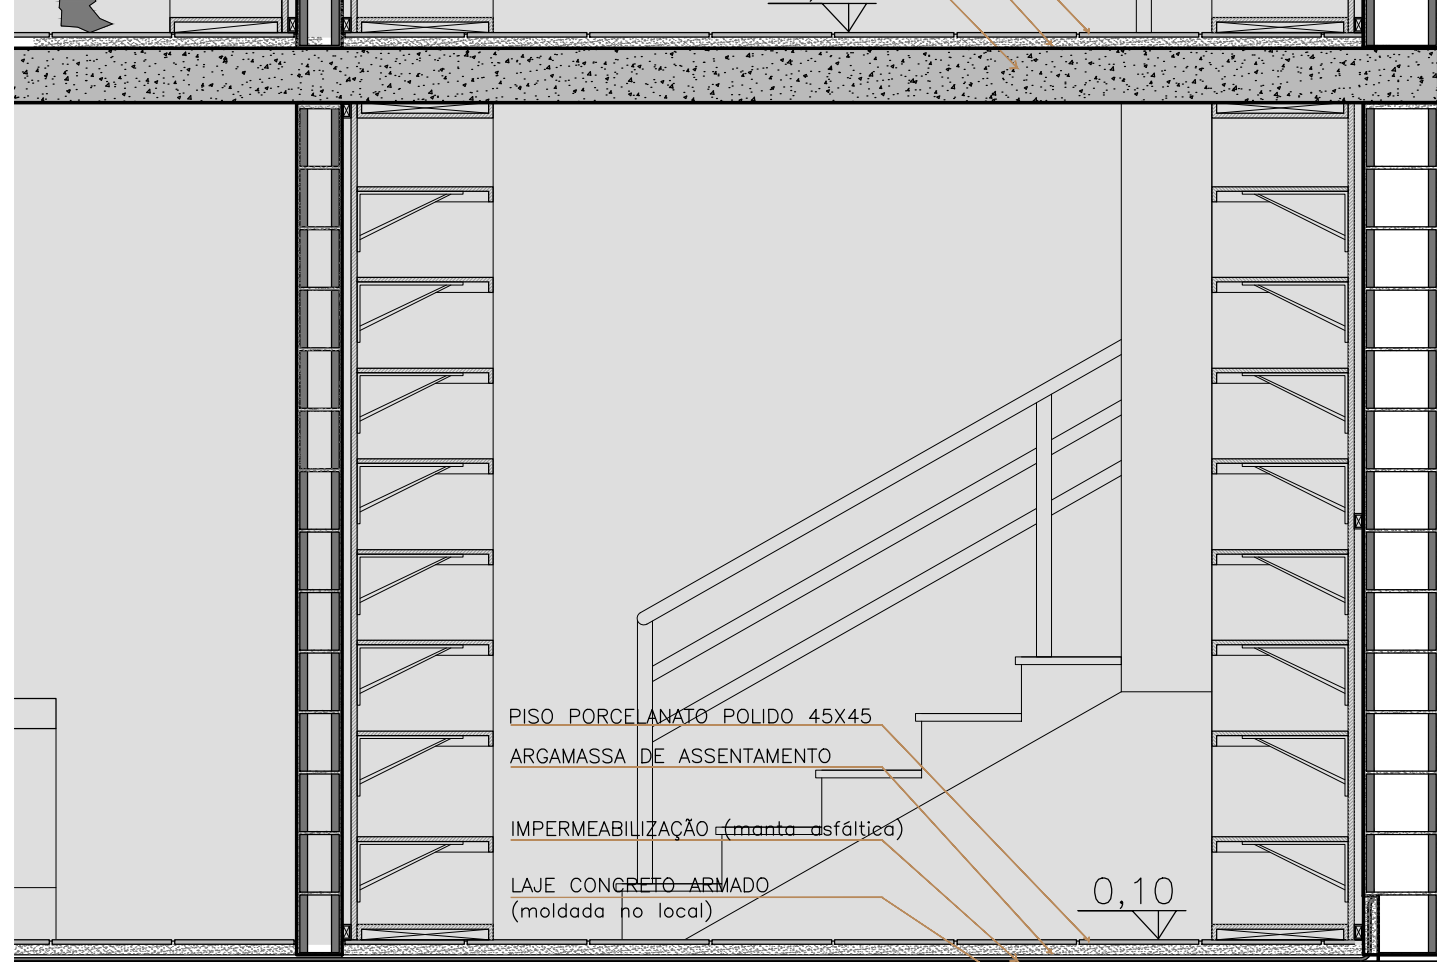 PISO PORCELANATO POLIDO 45X45
ARGAMASSA DE ASSENTAMENTO
IMPERMEABILIZAÇÃO (manta asfáltica)
LAJE CONCRETO ARMADO
(moldada no local)
0,10